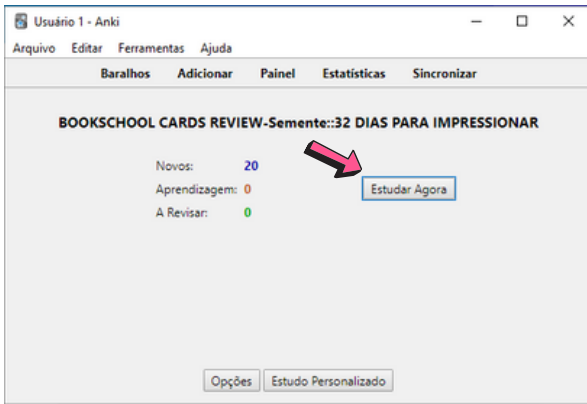 Usuário 1 - Anki
Arquivo Editar Ferramentas Ajuda
Baralhos Adicionar Painel Estatísticas Sincronizar
BOOKSCHOOL CARDS REVIEW-Semente::32 DIAS PARA IMPRESSIONAR
Novos: 20
Aprendizagem: 0
Estudar Agora
A Revisar: 0
Opções Estudo Personalizado